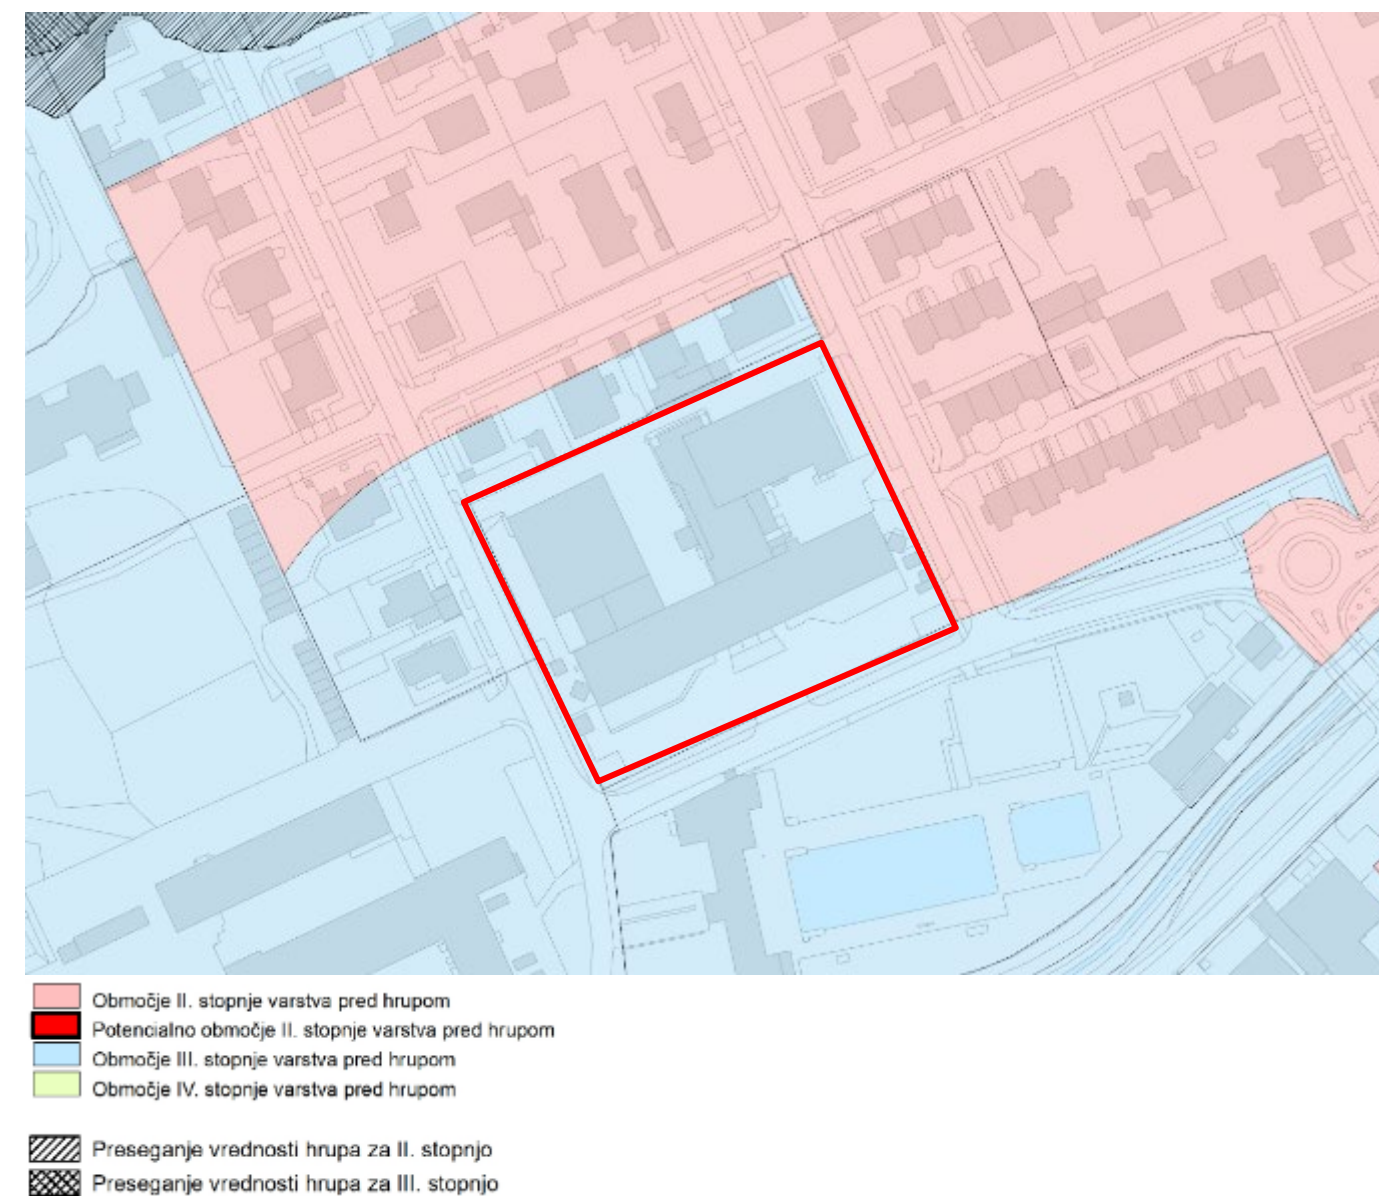 Območje II. stopnje varstva pred hrupom
Potencialno območje II. stopnje varstva pred hrupom
Območje III. stopnje varstva pred hrupom
Območje IV. stopnje varstva pred hrupom
Preseganje vrednosti hrupa za II. stopnjo
Preseganje vrednosti hrupa za III. stopnjo